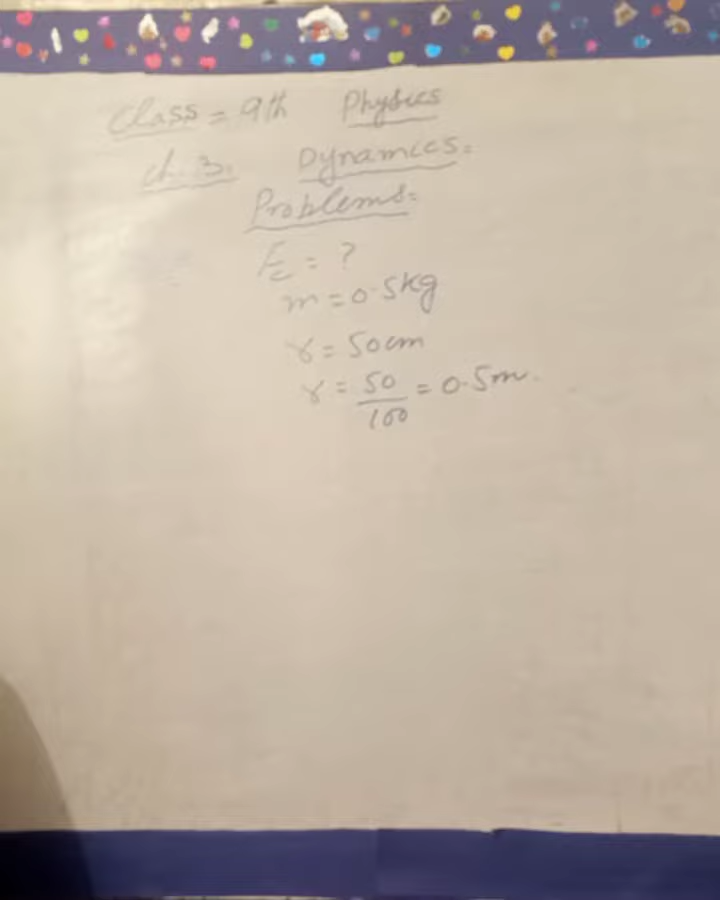 Class = 9th Physics
Ch. 3. Dynamics.
Problems:
Fc = ?
m = 0.5kg
r = 50cm
r = 50/100 = 0.5m.